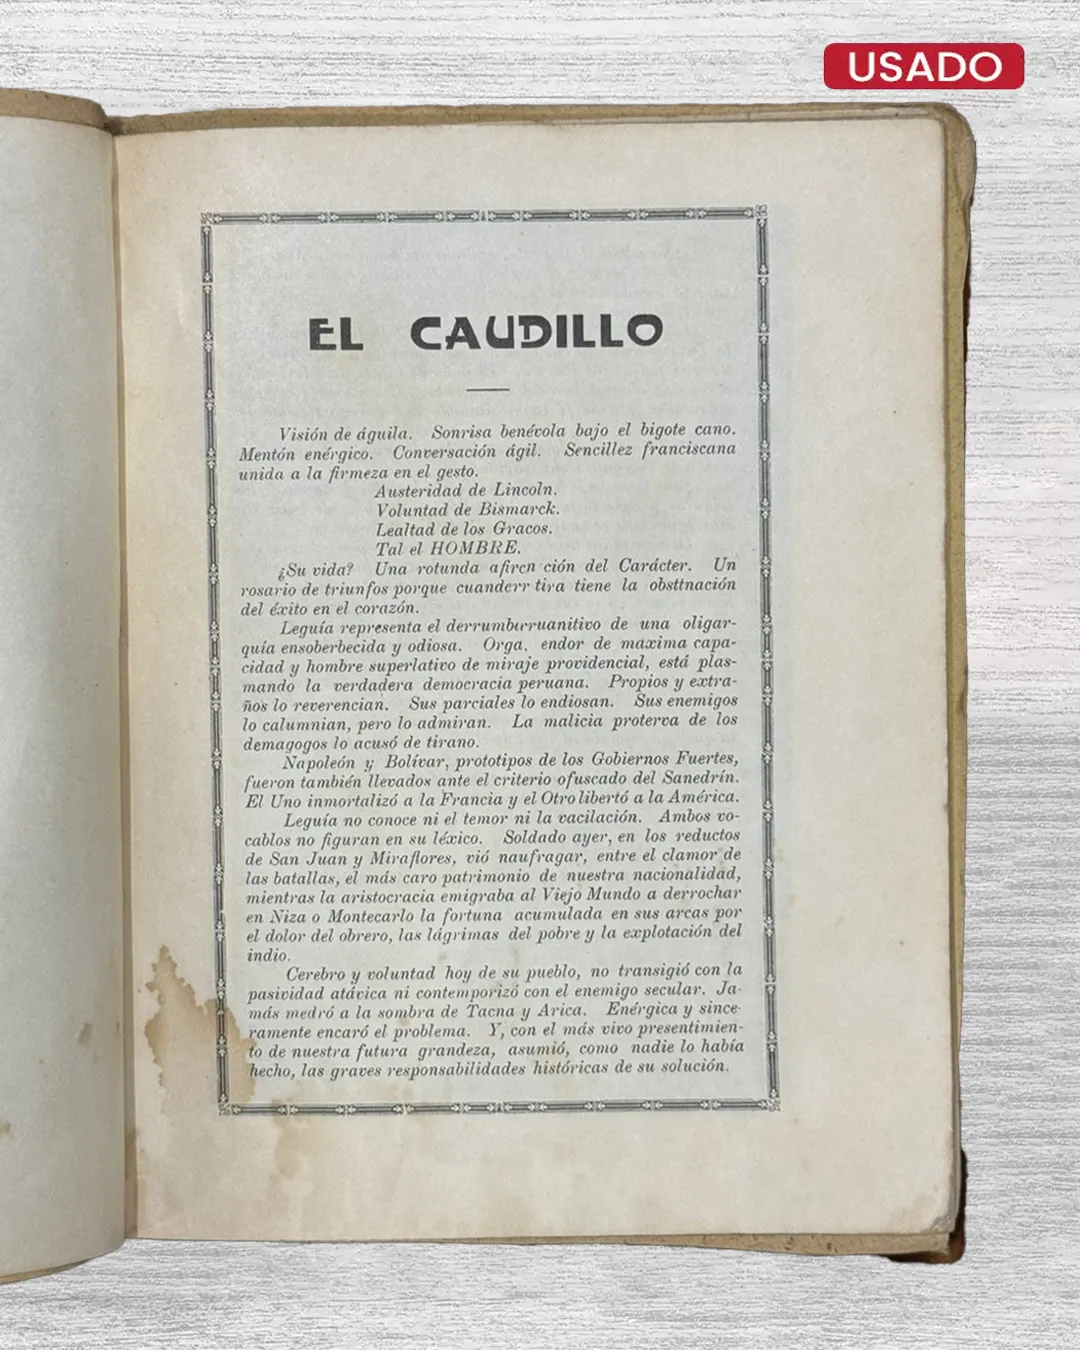 USADO
EL CAUDILLO
Visión de águila. Sonrisa benévola bajo el bigote cano.
Mentón enérgico. Conversación ágil. Sencillez franciscana
unida a la firmeza en el gesto.
Austeridad de Lincoln.
Voluntad de Bismarck.
Lealtad de los Gracos.
Tal el HOMBRE.
¿Su vida? Una rotunda ción del Carácter. Un
rosario de triunfos porque tiene la obsttnación
del éxito en el corazón.
Leguía representa el de una oligar-
quía ensoberbecida y odiosa. endor de maxima capa-
cidad y hombre superlativo de miraje providencial, está plas-
mando la verdadera democracia peruana. Propios y extra-
ños lo reverencian. Sus parciales lo endiosan. Sus enemigos
lo calumnian, pero lo admiran. La malicia proterva de los
demagogos lo acusó de tirano.
Napoleón y Bolívar, prototipos de los Gobiernos Fuertes,
fueron también llevados ante el criterio ofuscado del Sanedrín.
El Uno inmortalizó a la Francia y el Otro libertó a la América.
Leguía no conoce ni el temor ni la vacilación. Ambos vo-
cablos no figuran en su léxico. Soldado ayer, en los reductos
de San Juan y Miraflores, vió naufragar, entre el clamor de
las batallas, el más caro patrimonio de nuestra nacionalidad,
mientras la aristocracia emigraba al Viejo Mundo a derrochar
en Niza o Montecarlo la fortuna acumulada en sus arcas por
el dolor del obrero, las lágrimas del pobre y la explotación del
indio.
Cerebro y voluntad hoy de su pueblo, no transigió con la
pasividad atávica ni contemporizó con el enemigo secular. Ja-
más medró a la sombra de Tacna y Arica. Enérgica y since-
ramente encaró el problema. Y, con el más vivo presentimien-
to de nuestra futura grandeza, asumió, como nadie lo había
hecho, las graves responsabilidades históricas de su solución.